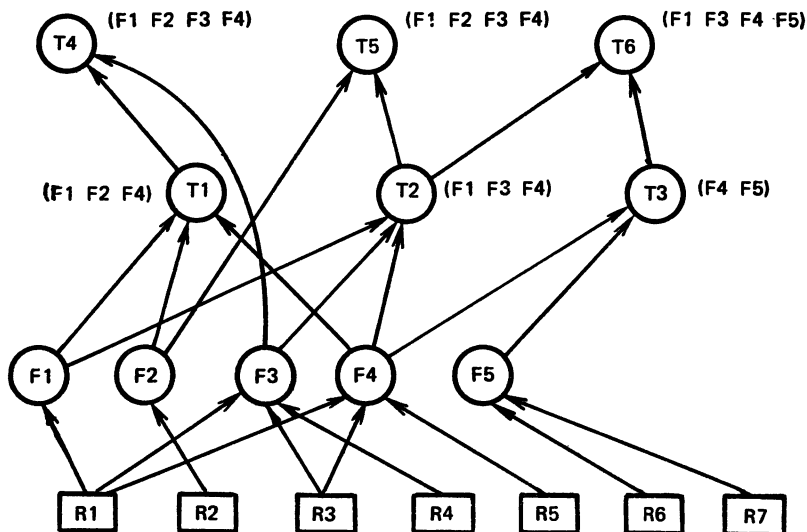 T4 (F1 F2 F3 F4)
T5 (F1 F2 F3 F4)
T6 (F1 F3 F4 F5)
(F1 F2 F4) T1
T2 (F1 F3 F4)
T3 (F4 F5)
F1 F2 F3 F4 F5
R1 R2 R3 R4 R5 R6 R7